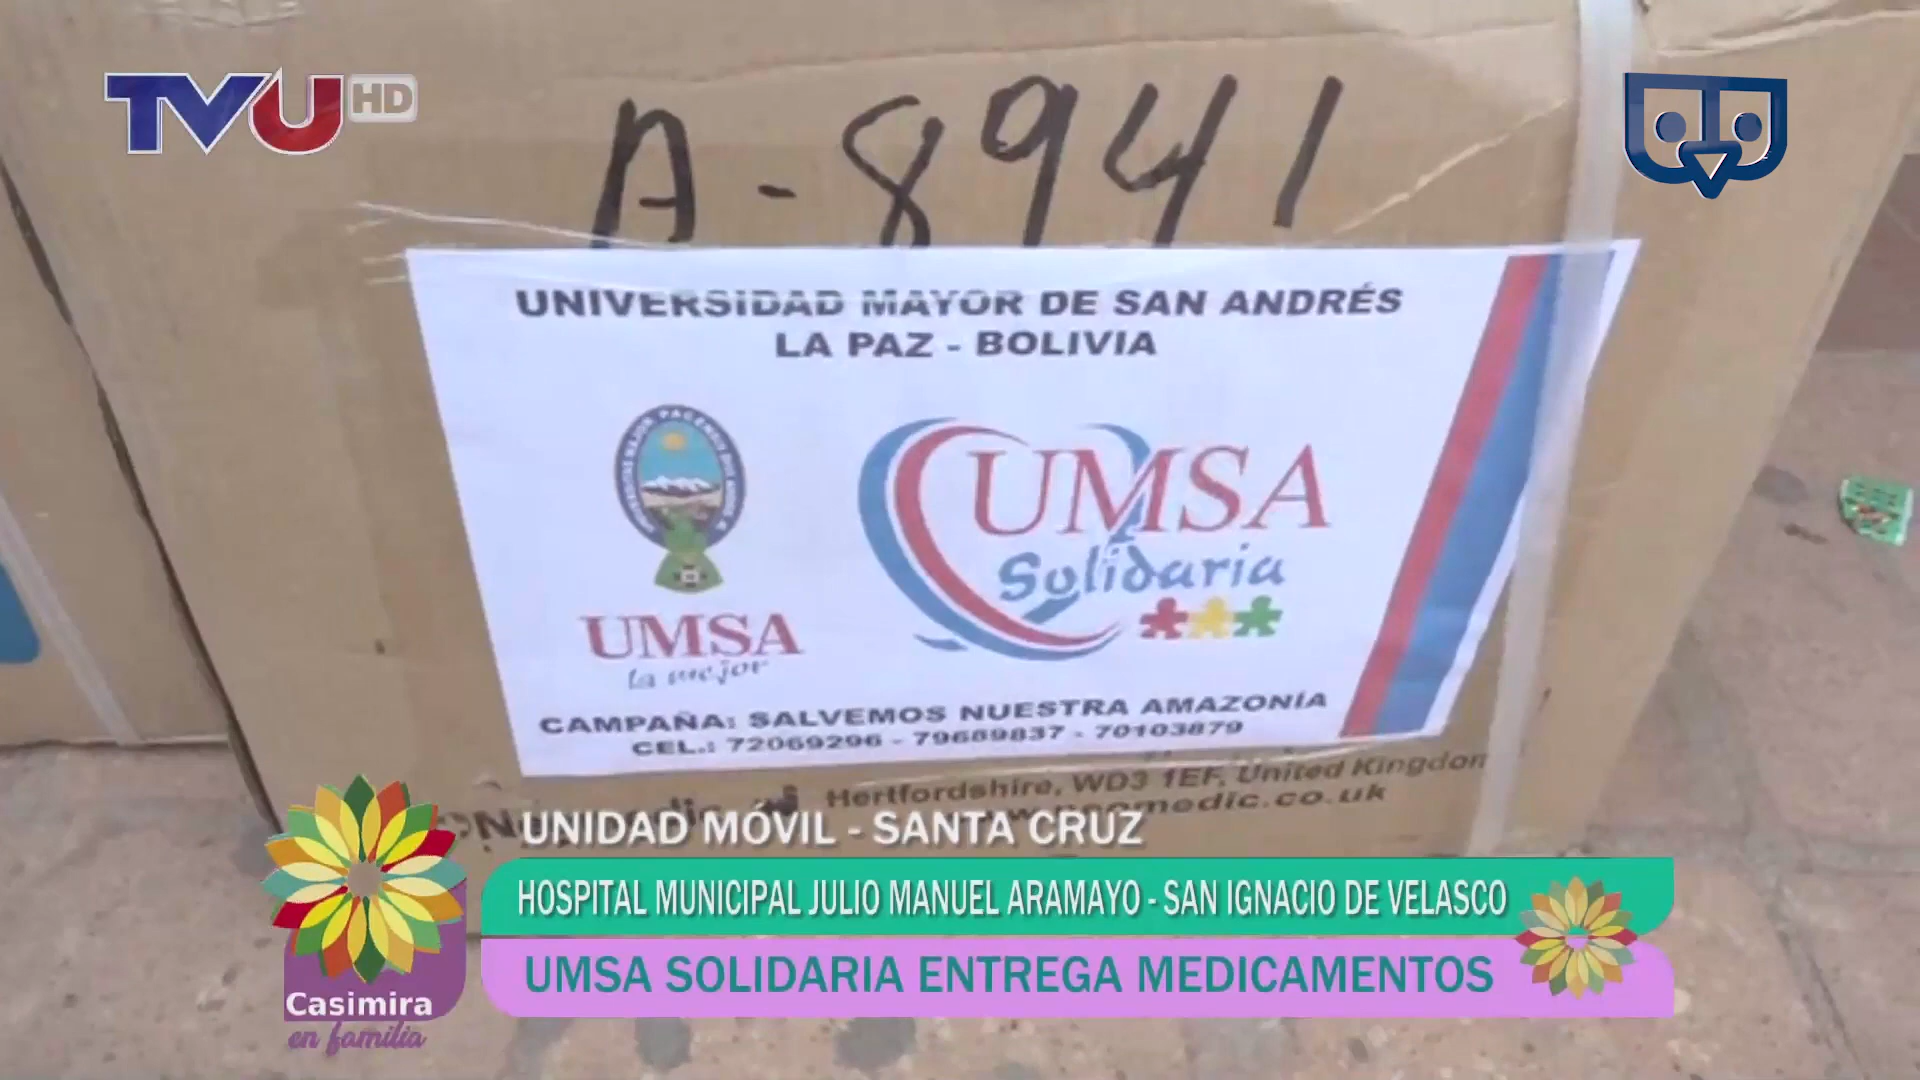 TVU HD
A-8941
UNIVERSIDAD MAYOR DE SAN ANDRÉS
LA PAZ - BOLIVIA
UMSA
la mejor
UMSA
Solidaria
CAMPAÑA: SALVEMOS NUESTRA AMAZONÍA
CEL.: 72069296 - 79689837 - 70103879
Hertfordshire, WD3 1EF, United Kingdom
UNIDAD MÓVIL - SANTA CRUZ
HOSPITAL MUNICIPAL JULIO MANUEL ARAMAYO - SAN IGNACIO DE VELASCO
UMSA SOLIDARIA ENTREGA MEDICAMENTOS
Casimira
en familia